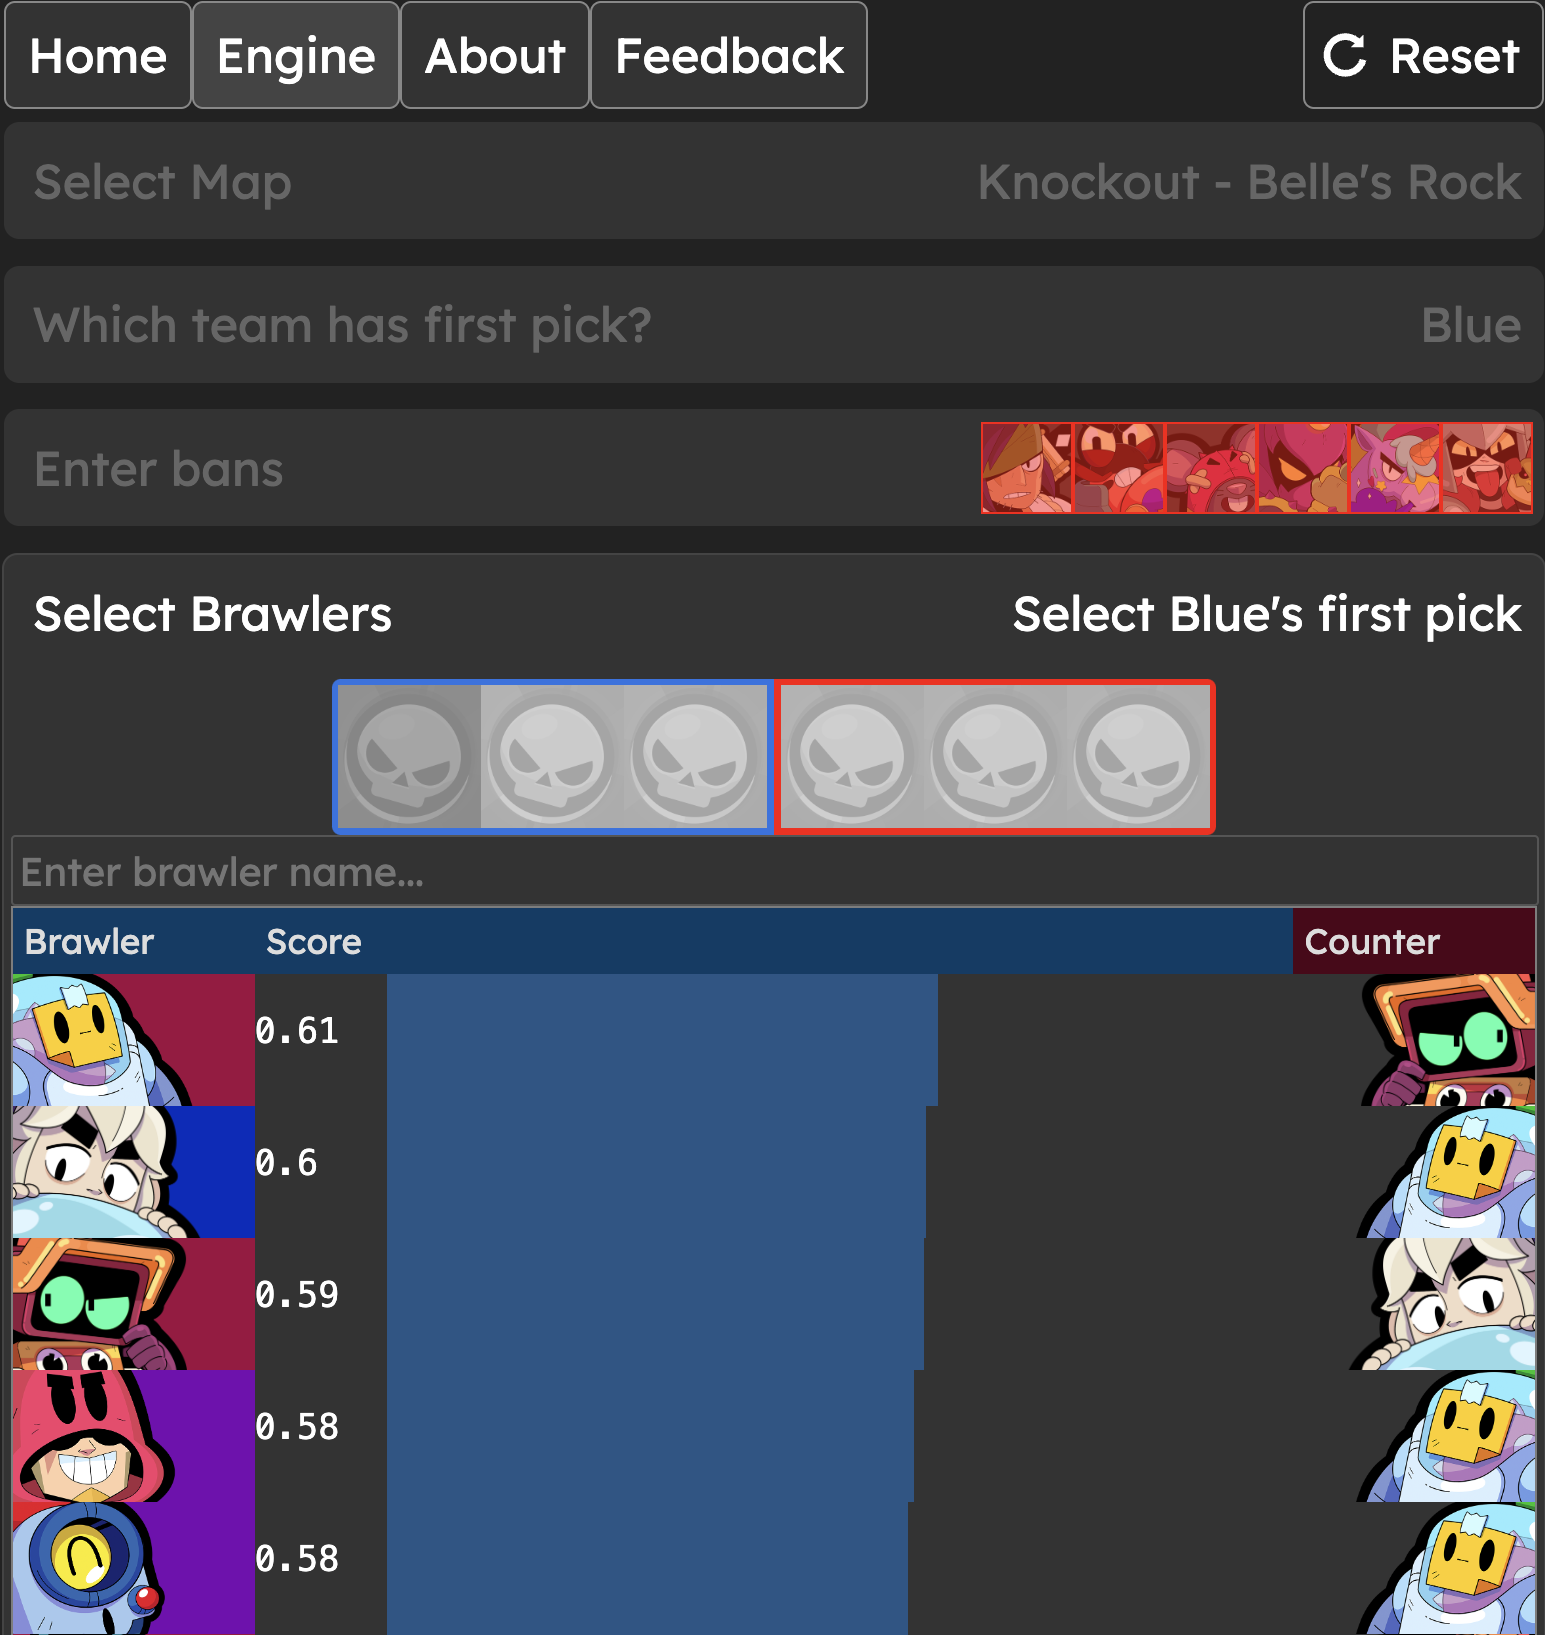 Home Engine About Feedback Reset
Select Map Knockout - Belle's Rock
Which team has first pick? Blue
Enter bans
Select Brawlers Select Blue's first pick
Enter brawler name...
Brawler Score Counter
0.61
0.6
0.59
0.58
0.58